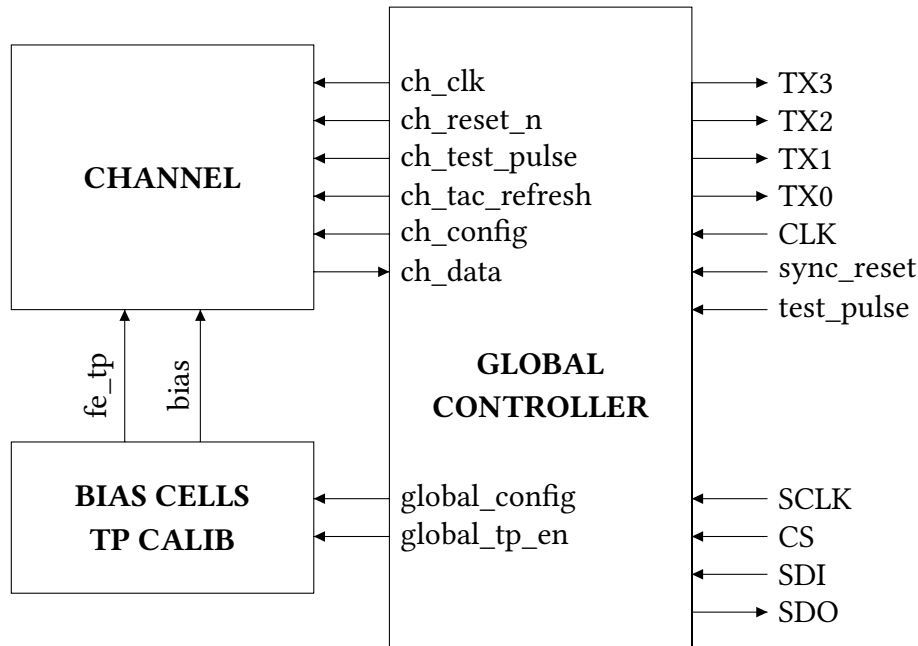 CHANNEL
fe_tp
bias
BIAS CELLS
TP CALIB
ch_clk
ch_reset_n
ch_test_pulse
ch_tac_refresh
ch_config
ch_data
GLOBAL
CONTROLLER
global_config
global_tp_en
TX3
TX2
TX1
TX0
CLK
sync_reset
test_pulse
SCLK
CS
SDI
SDO